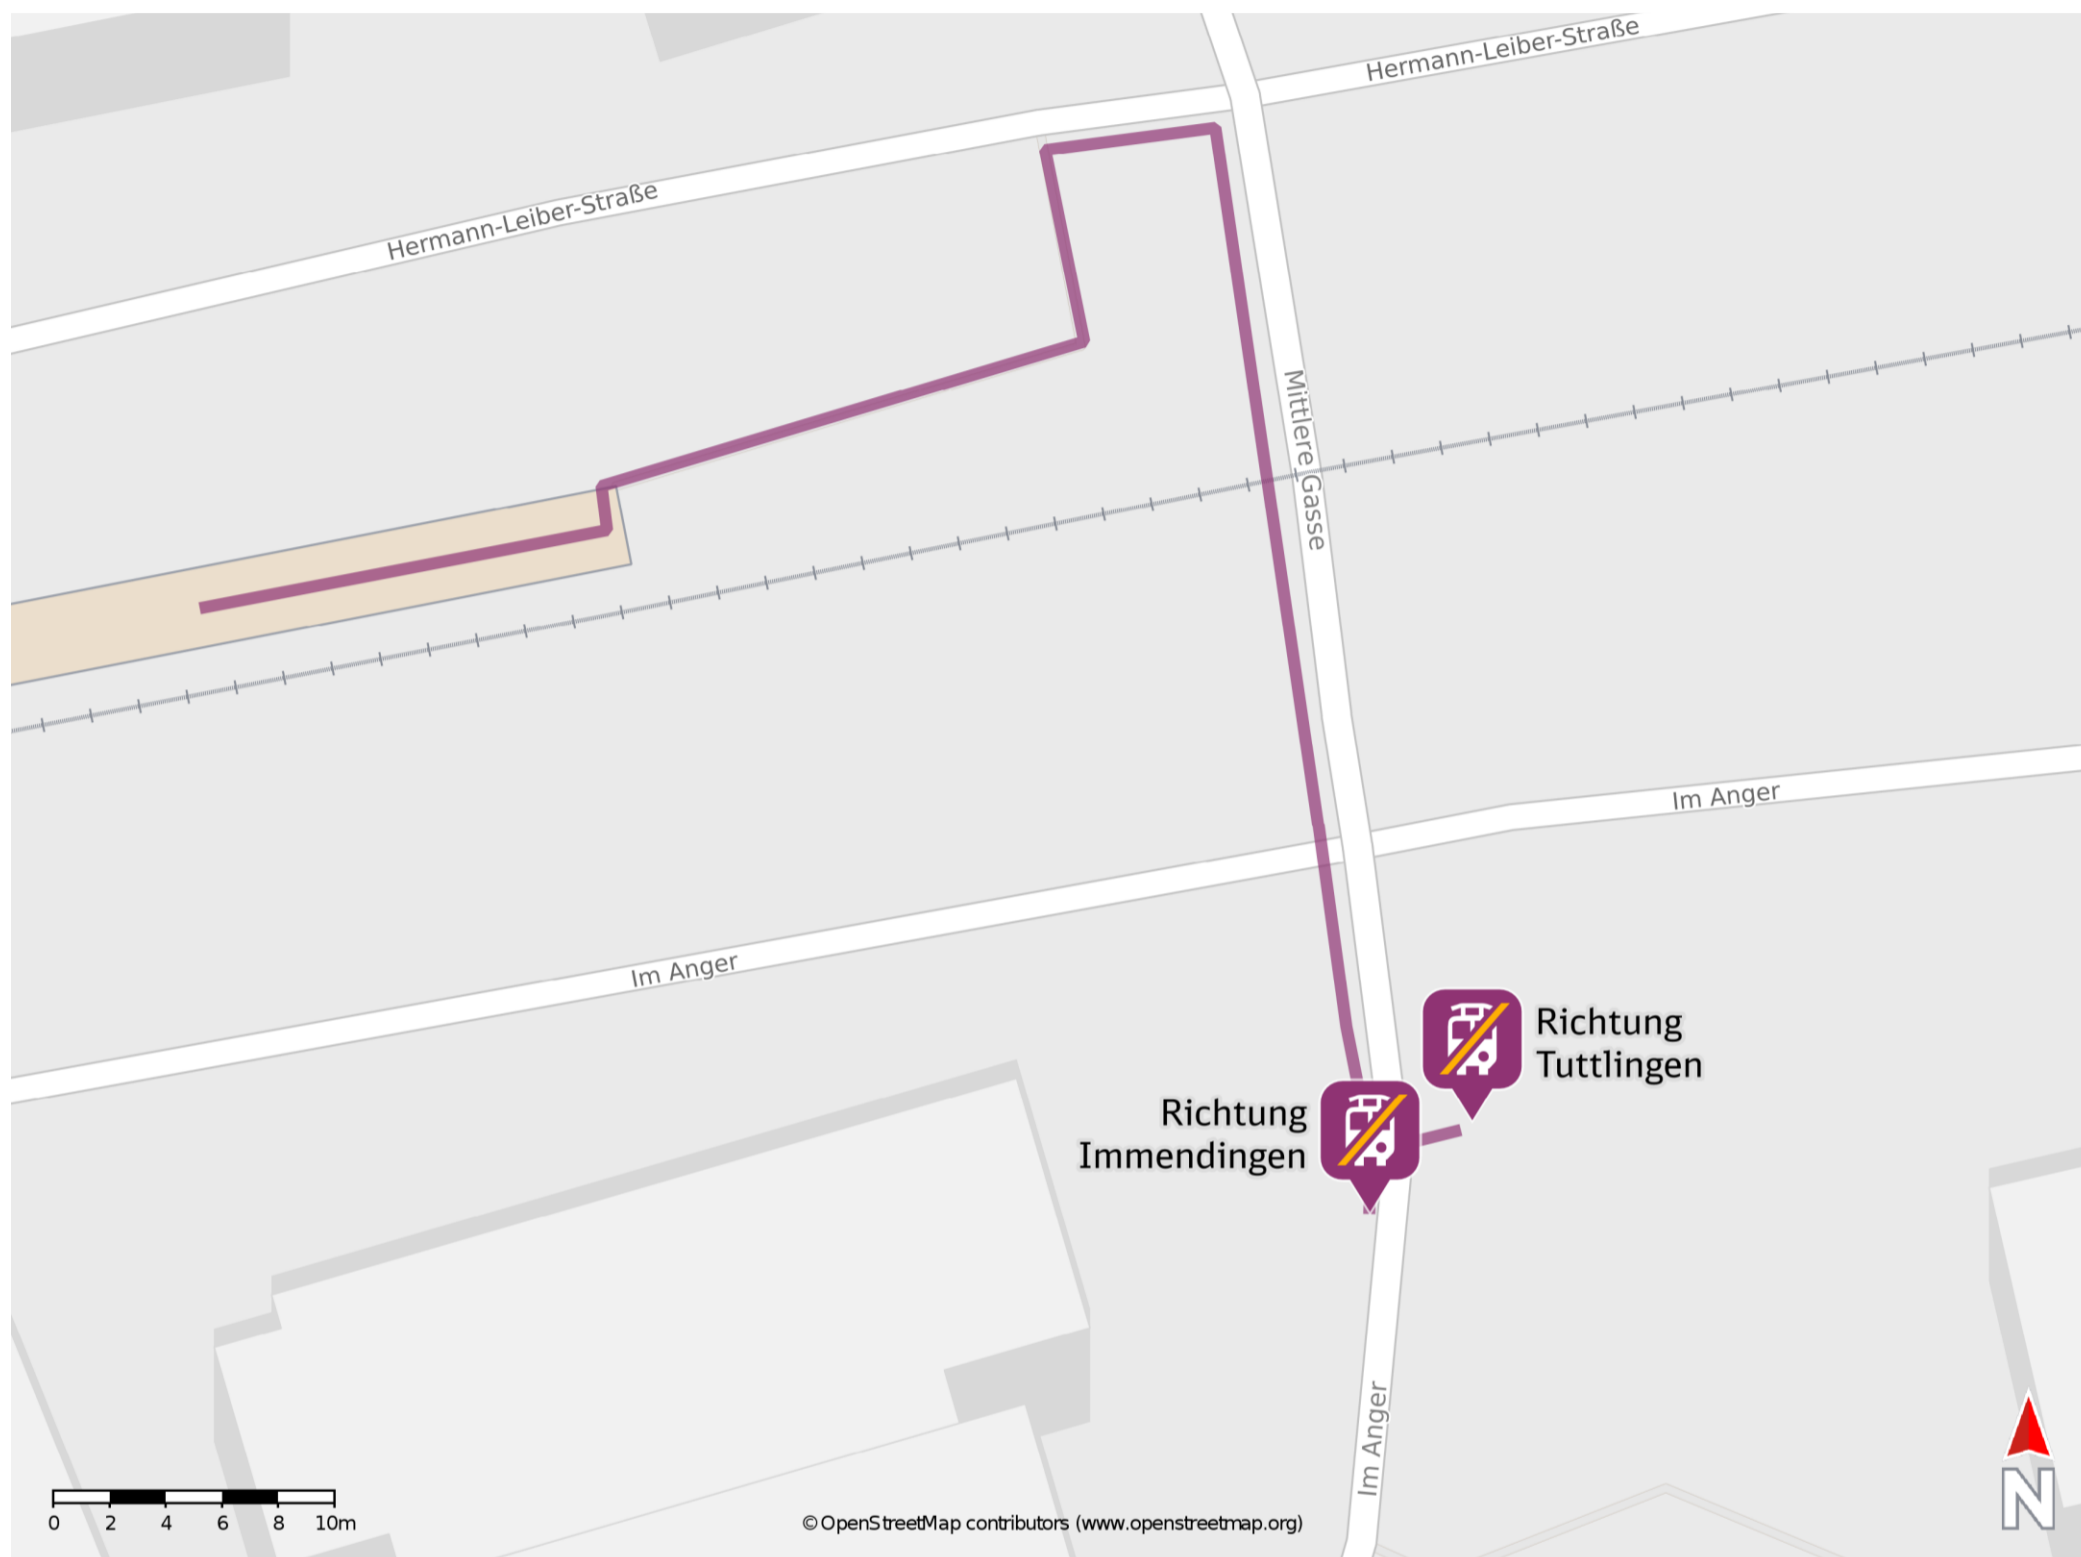 Hermann-Leiber-Straße
Hermann-Leiber-Straße
Mittlere Gasse
Im Anger
Im Anger
Richtung
Tuttlingen
Richtung
Immendingen
Im Anger
N
0 2 4 6 8 10m
©OpenStreetMap contributors (www.openstreetmap.org)